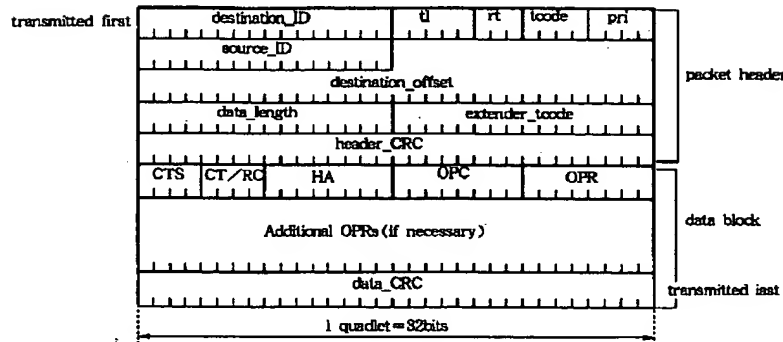 transmitted first
destination_ID tl rt tcode pri
source_ID
destination_offset
packet header
data_length extender_tcode
header_CRC
CTS CT/RC HA OPC OPR
Additional OPRs(if necessary)
data block
data_CRC
transmitted last
1 quadlet=32bits